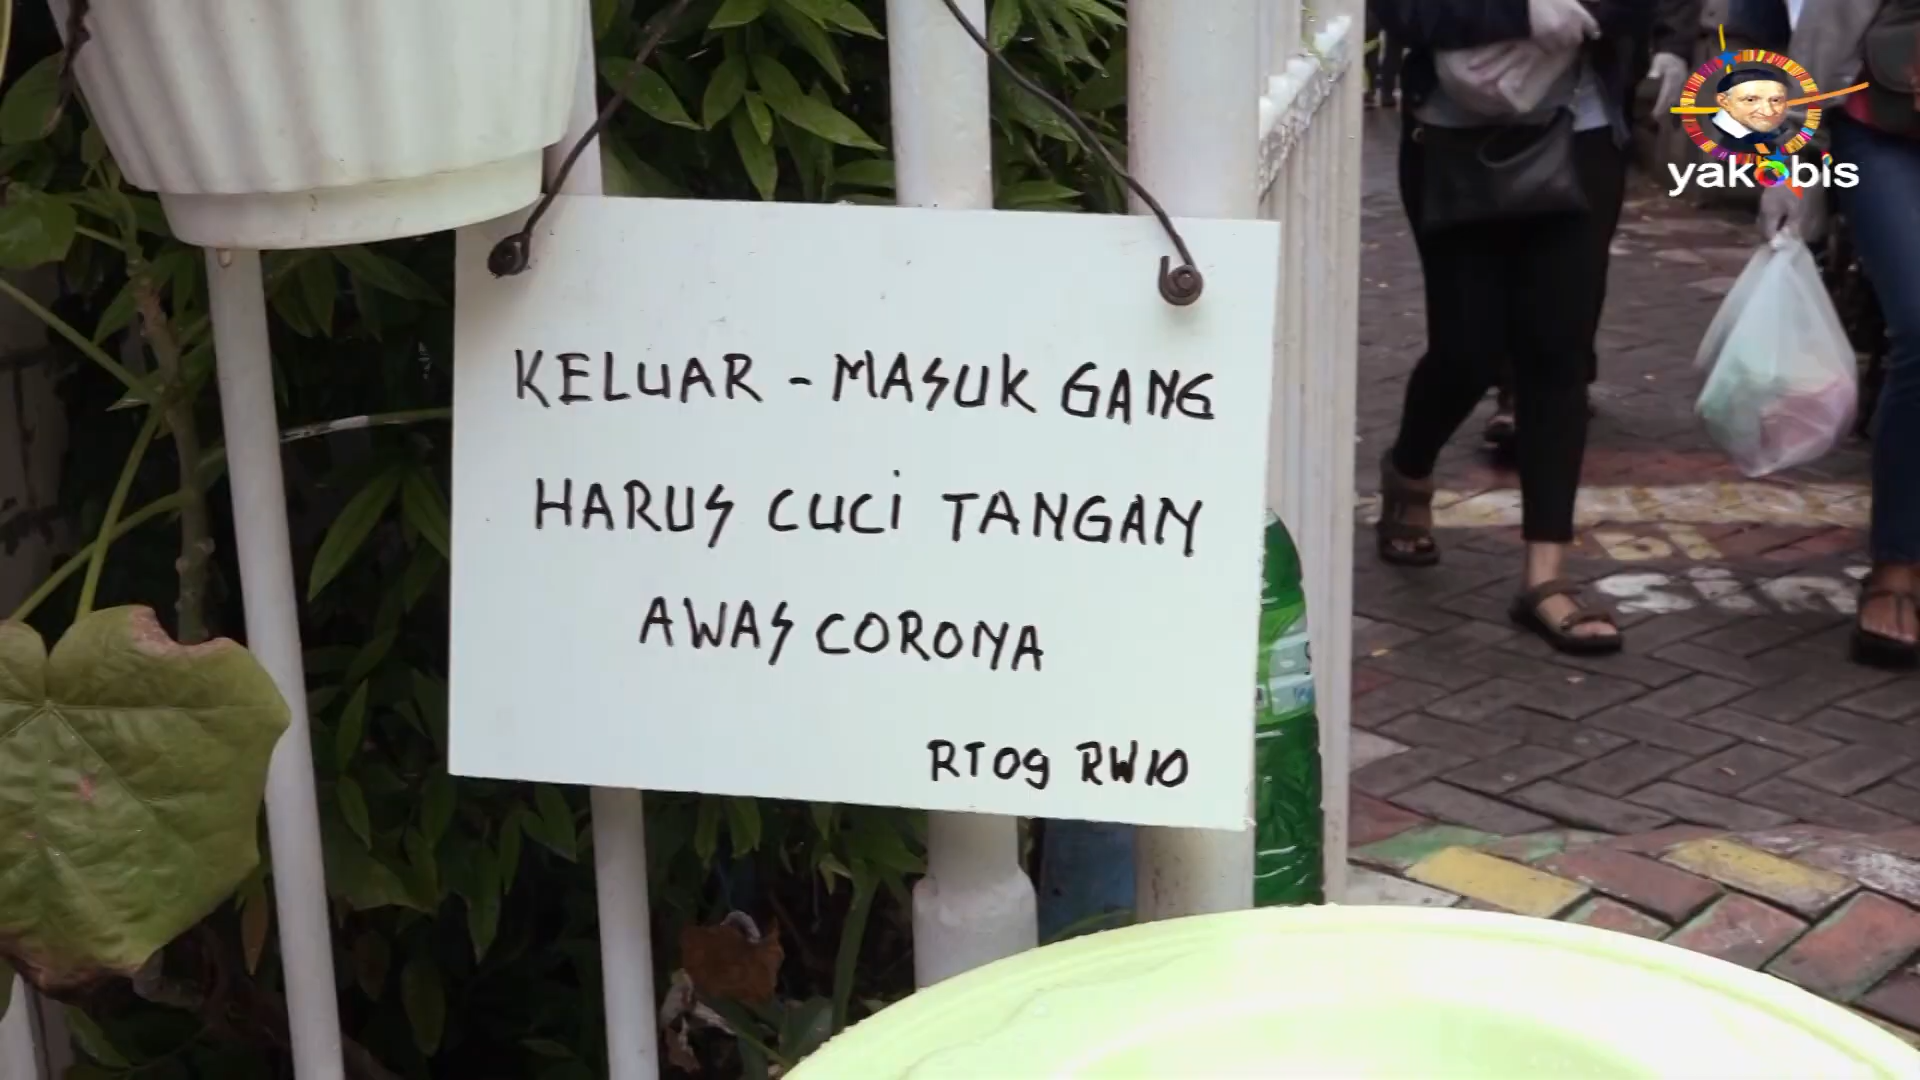 yakobis
KELUAR - MASUK GANG
HARUS CUCi TANGAN
AWAS CORONA
RT09 RW10